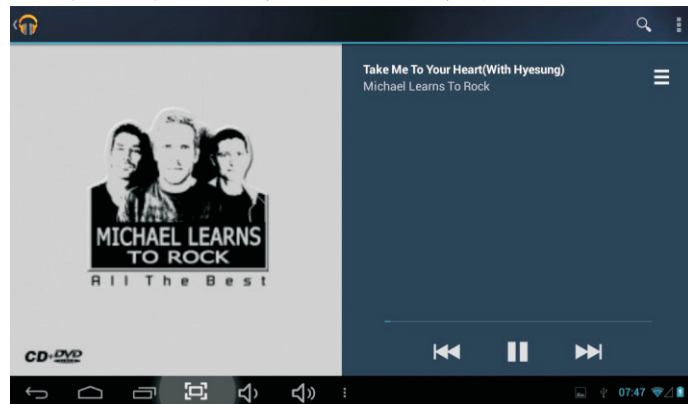 Take Me To Your Heart(With Hyesung)
Michael Learns To Rock
MICHAEL LEARNS
TO ROCK
All The Best
CD+DVD
07:47